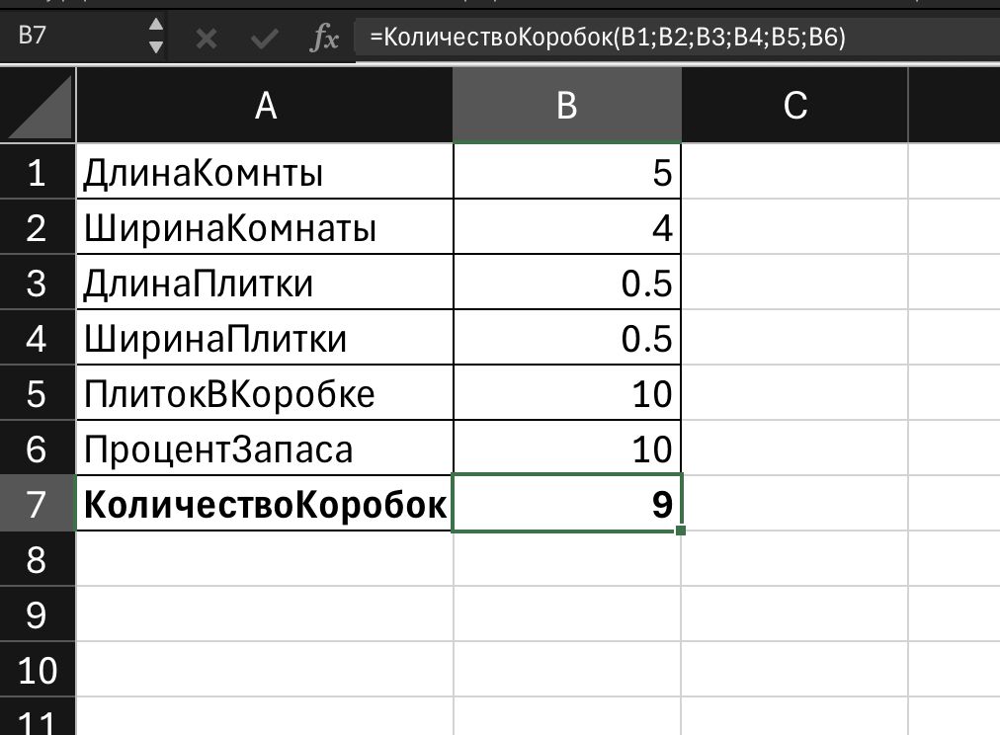 B7 fx =КоличествоКоробок(B1;B2;B3;B4;B5;B6)
A B C
1 ДлинаКомнты 5
2 ШиринаКомнаты 4
3 ДлинаПлитки 0.5
4 ШиринаПлитки 0.5
5 ПлитокВКоробке 10
6 ПроцентЗапаса 10
7 КоличествоКоробок 9
8
9
10
11